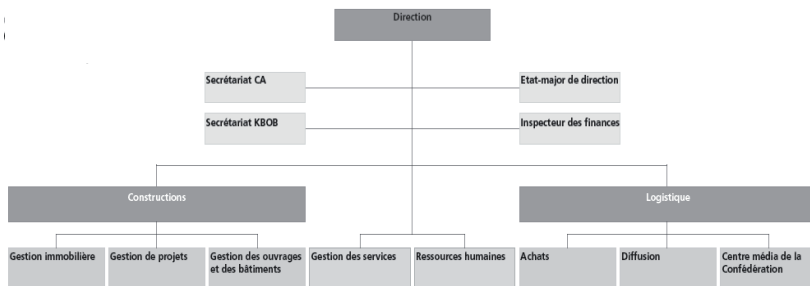 Direction
Secrétariat CA
Etat-major de direction
Secrétariat KBOB
Inspecteur des finances
Constructions
Logistique
Gestion immobilière
Gestion de projets
Gestion des ouvrages
et des bâtiments
Gestion des services
Ressources humaines
Achats
Diffusion
Centre média de la
Confédération